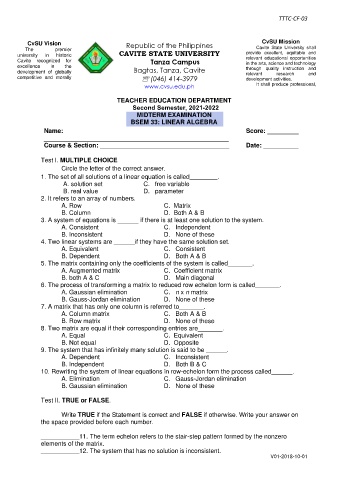 TTTC-CF-03
CvSU Vision
The premier
university in historic
Cavite recognized for
excellence in the
development of globally
competitive and morally
Republic of the Philippines
CAVITE STATE UNIVERSITY
Tanza Campus
Bagtas, Tanza, Cavite
☏ (046) 414-3979
www.cvsu.edu.ph
CvSU Mission
Cavite State University shall
provide excellent, equitable and
relevant educational opportunities
in the arts, science and technology
through quality instruction and
relevant research and
development activities.
It shall produce professional,
TEACHER EDUCATION DEPARTMENT
Second Semester, 2021-2022
MIDTERM EXAMINATION
BSEM 33: LINEAR ALGEBRA
Name: Score: _________
______________________________
Course & Section: ______________________________ Date: __________
Test I. MULTIPLE CHOICE
Circle the letter of the correct answer.
1. The set of all solutions of a linear equation is called________.
A. solution set C. free variable
B. real value D. parameter
2. It refers to an array of numbers.
A. Row C. Matrix
B. Column D. Both A & B
3. A system of equations is ______ if there is at least one solution to the system.
A. Consistent C. Independent
B. Inconsistent D. None of these
4. Two linear systems are ______if they have the same solution set.
A. Equivalent C. Consistent
B. Dependent D. Both A & B
5. The matrix containing only the coefficients of the system is called_______.
A. Augmented matrix C. Coefficient matrix
B. both A & C D. Main diagonal
6. The process of transforming a matrix to reduced row echelon form is called_______.
A. Gaussian elimination C. n x n matrix
B. Gauss-Jordan elimination D. None of these
7. A matrix that has only one column is referred to________.
A. Column matrix C. Both A & B
B. Row matrix D. None of these
8. Two matrix are equal if their corresponding entries are_______.
A. Equal C. Equivalent
B. Not equal D. Opposite
9. The system that has infinitely many solution is said to be ______.
A. Dependent C. Inconsistent
B. Independent D. Both B & C
10. Rewriting the system of linear equations in row-echelon form the process called______.
A. Elimination C. Gauss-Jordan elimination
B. Gaussian elimination D. None of these
Test II. TRUE or FALSE.
Write TRUE if the Statement is correct and FALSE if otherwise. Write your answer on
the space provided before each number.
___________11. The term echelon refers to the stair-step pattern formed by the nonzero
elements of the matrix.
___________12. The system that has no solution is inconsistent.
V01-2018-10-01